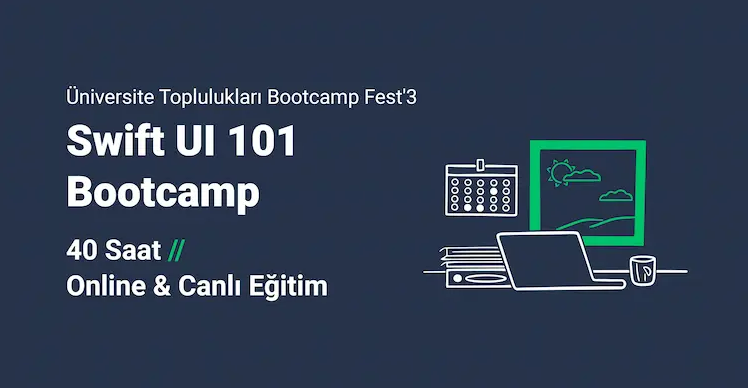 Üniversite Toplulukları Bootcamp Fest'3
Swift UI 101
Bootcamp
40 Saat //
Online & Canlı Eğitim